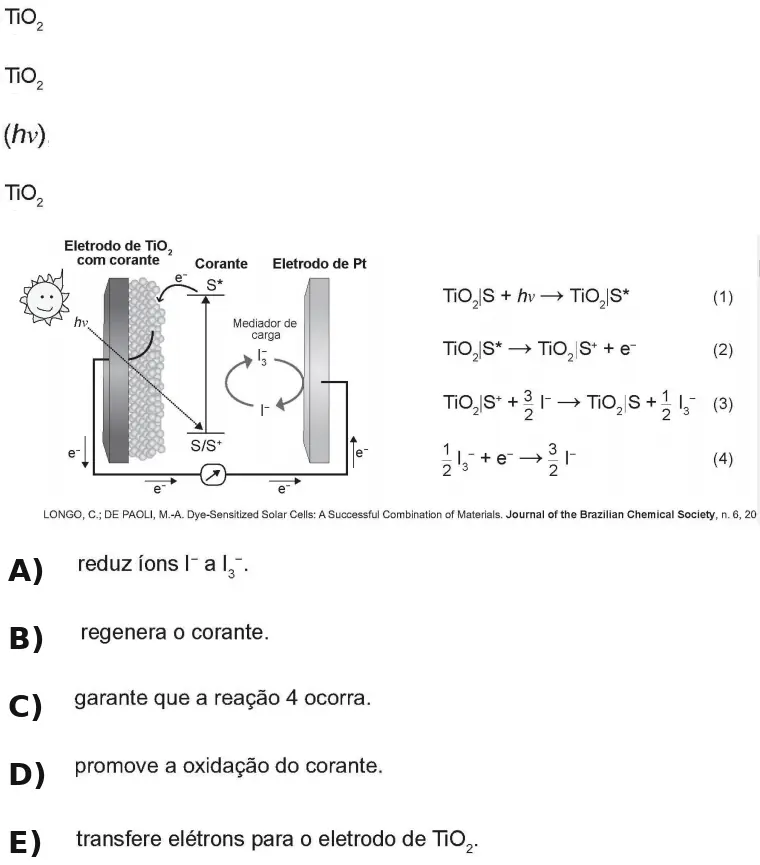 TiO₂
TiO₂
(hν)
TiO₂
Eletrodo de TiO₂
com corante
Corante
Eletrodo de Pt
e⁻
S*
hν
Mediador de
carga
I₃⁻
I⁻
S/S⁺
e⁻
e⁻
e⁻
e⁻
TiO₂|S + hν → TiO₂|S* (1)
TiO₂|S* → TiO₂|S⁺ + e⁻ (2)
TiO₂|S⁺ + 3/2 I⁻ → TiO₂|S + 1/2 I₃⁻ (3)
1/2 I₃⁻ + e⁻ → 3/2 I⁻ (4)
LONGO, C.; DE PAOLI, M.-A. Dye-Sensitized Solar Cells: A Successful Combination of Materials. Journal of the Brazilian Chemical Society, n. 6, 20
A) reduz íons I⁻ a I₃⁻.
B) regenera o corante.
C) garante que a reação 4 ocorra.
D) promove a oxidação do corante.
E) transfere elétrons para o eletrodo de TiO₂.